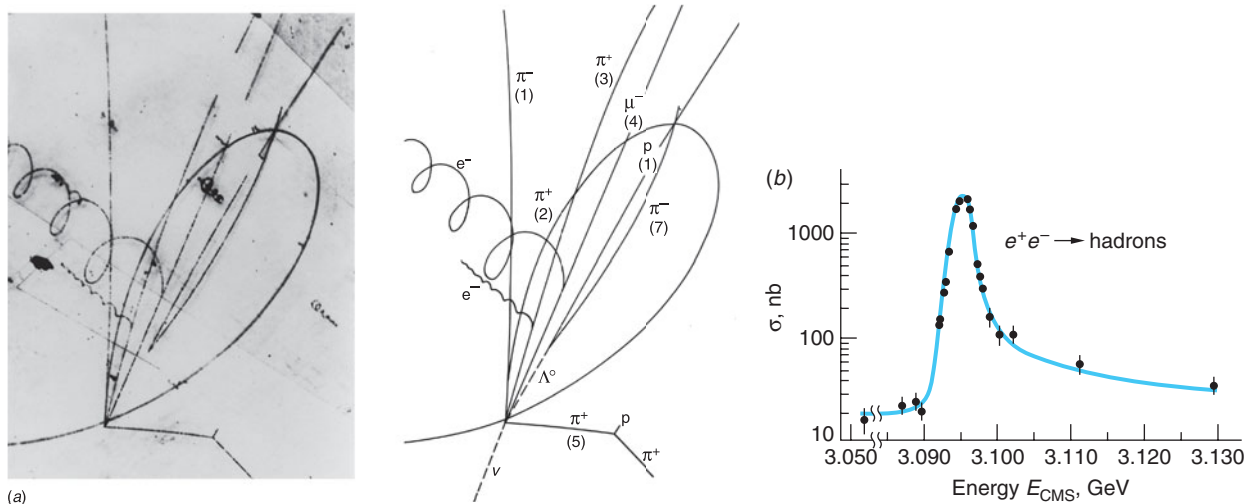 (a)
π⁻
(1)
π⁺
(3)
μ⁻
(4)
p
(1)
e⁻
π⁺
(2)
π⁻
(7)
e⁻
Λ°
π⁺
(5)
p
π⁺
ν
(b)
e⁺e⁻ → hadrons
σ, nb
1000
100
10
3.050 3.090 3.100 3.110 3.120 3.130
Energy E_CMS, GeV